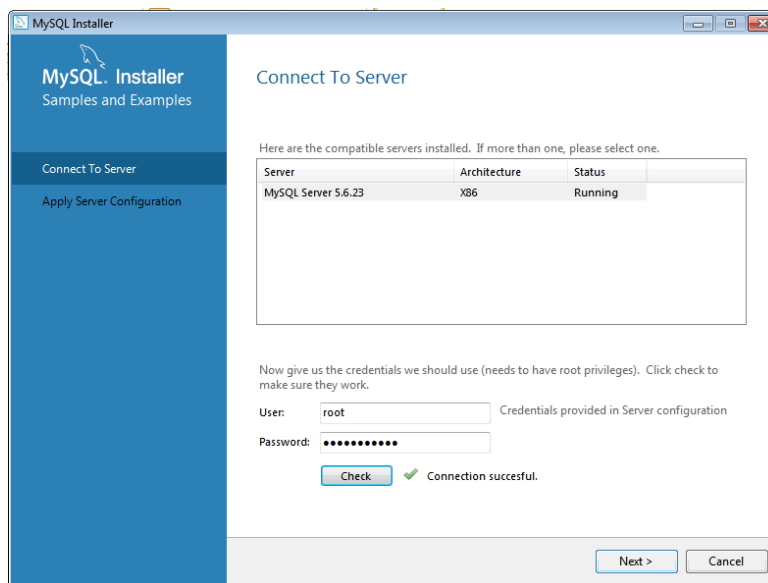 MySQL Installer
MySQL. Installer
Samples and Examples
Connect To Server
Apply Server Configuration
Connect To Server
Here are the compatible servers installed. If more than one, please select one.
Server Architecture Status
MySQL Server 5.6.23 X86 Running
Now give us the credentials we should use (needs to have root privileges). Click check to
make sure they work.
User: root Credentials provided in Server configuration
Password: ●●●●●●●●●●●
Check Connection succesful.
Next > Cancel